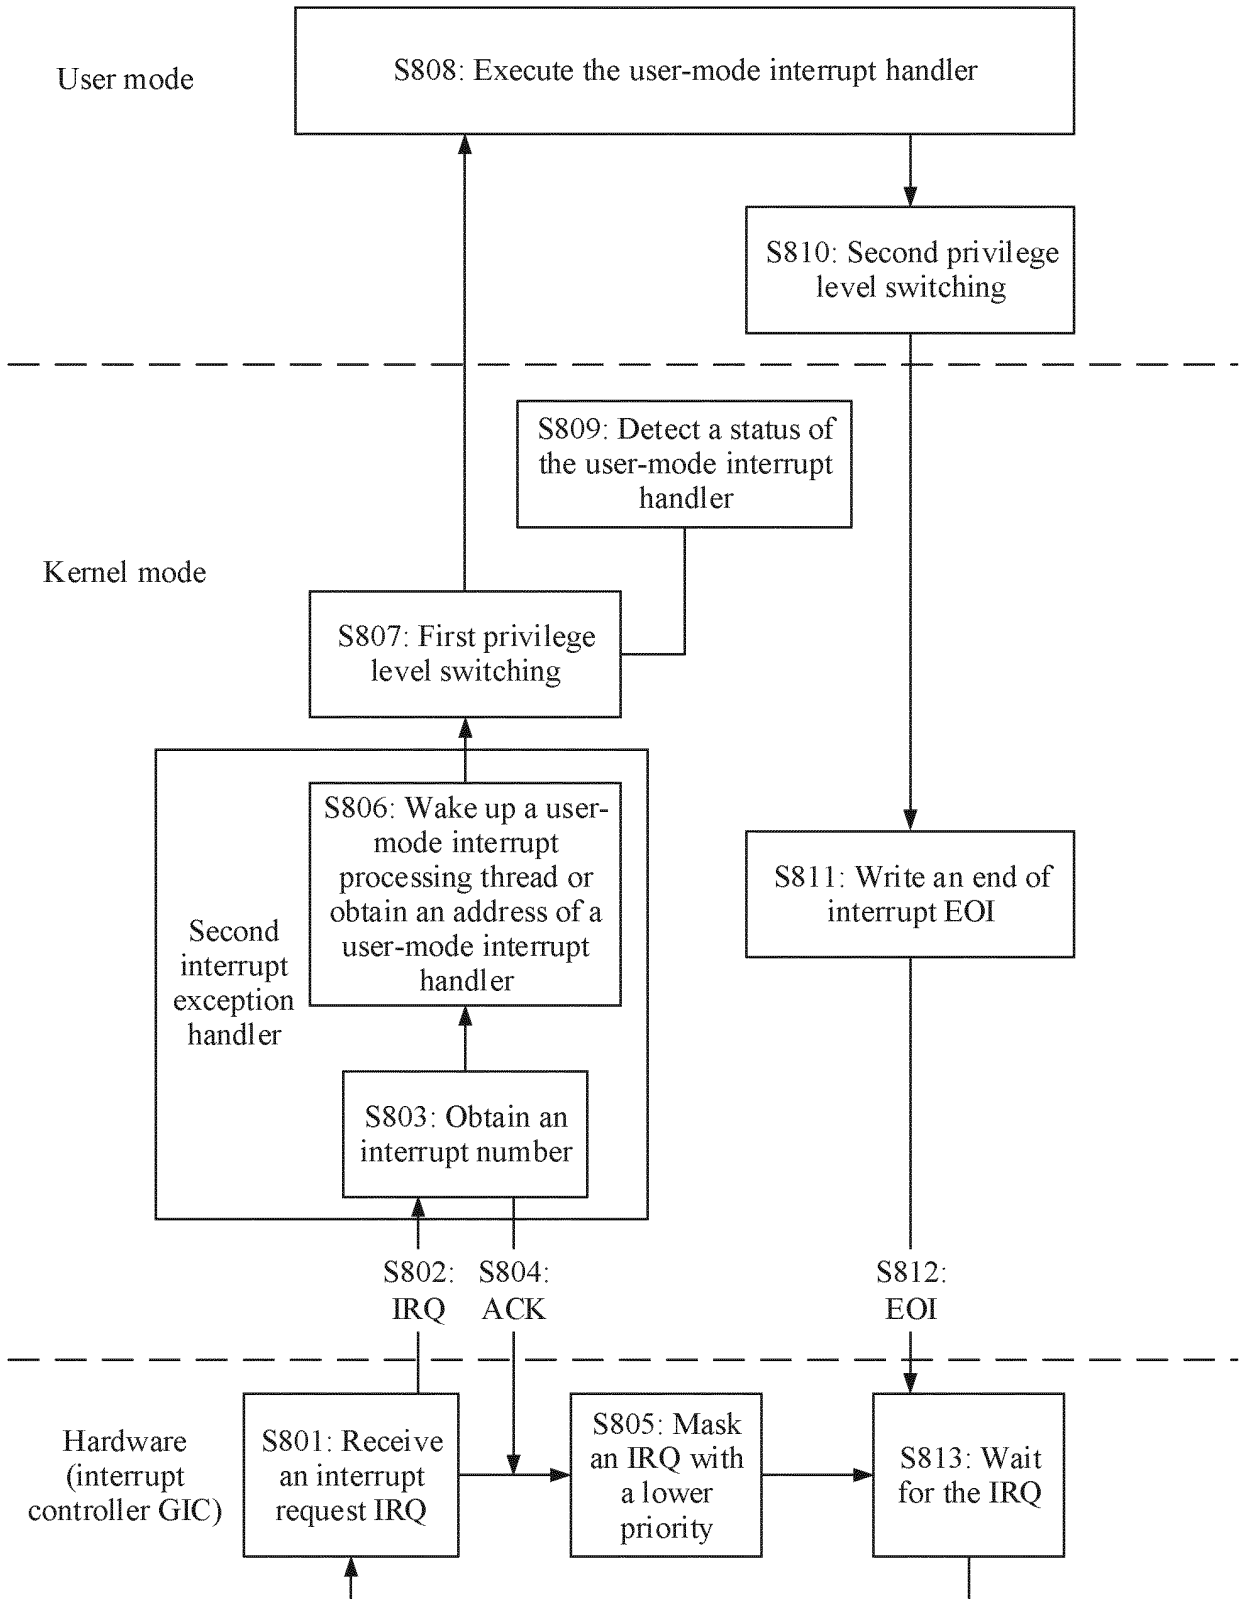 User mode
S808: Execute the user-mode interrupt handler
S810: Second privilege
level switching
S809: Detect a status of
the user-mode interrupt
handler
Kernel mode
S807: First privilege
level switching
S806: Wake up a user-
mode interrupt
processing thread or
obtain an address of a
user-mode interrupt
handler
S811: Write an end of
interrupt EOI
Second
interrupt
exception
handler
S803: Obtain an
interrupt number
S802:
IRQ
S804:
ACK
S812:
EOI
Hardware
(interrupt
controller GIC)
S801: Receive
an interrupt
request IRQ
S805: Mask
an IRQ with
a lower
priority
S813: Wait
for the IRQ